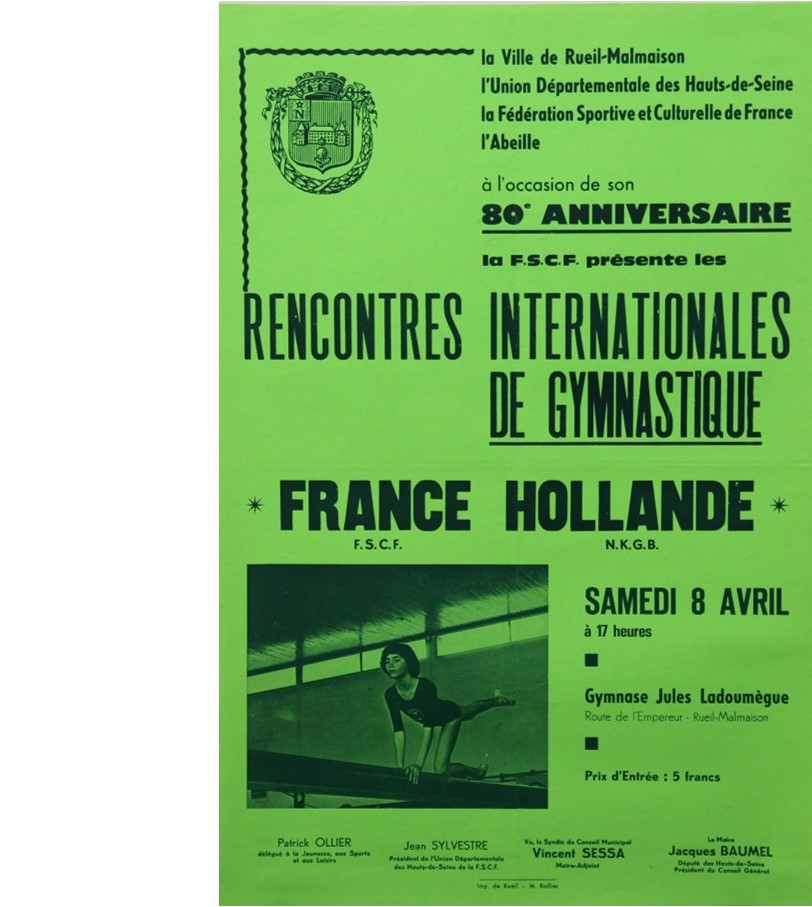 la Ville de Rueil-Malmaison
l'Union Départementale des Hauts-de-Seine
la Fédération Sportive et Culturelle de France
l'Abeille
à l'occasion de son
80e ANNIVERSAIRE
la F.S.C.F. présente les
RENCONTRES INTERNATIONALES
DE GYMNASTIQUE
FRANCE HOLLANDE
F.S.C.F. N.K.G.B.
SAMEDI 8 AVRIL
à 17 heures
Gymnase Jules Ladoumègue
Route de l'Empereur - Rueil-Malmaison
Prix d'Entrée : 5 francs
Patrick OLLIER
délégué à la Jeunesse, aux Sports
et aux Loisirs
Jean SYLVESTRE
Président de l'Union Départementale
des Hauts-de-Seine de la F.S.C.F.
Vu, le Syndic du Conseil Municipal
Vincent SESSA
Maire-Adjoint
Le Maire
Jacques BAUMEL
Député des Hauts-de-Seine
Président du Conseil Général
Imp. de Rueil - M. Rollier
N